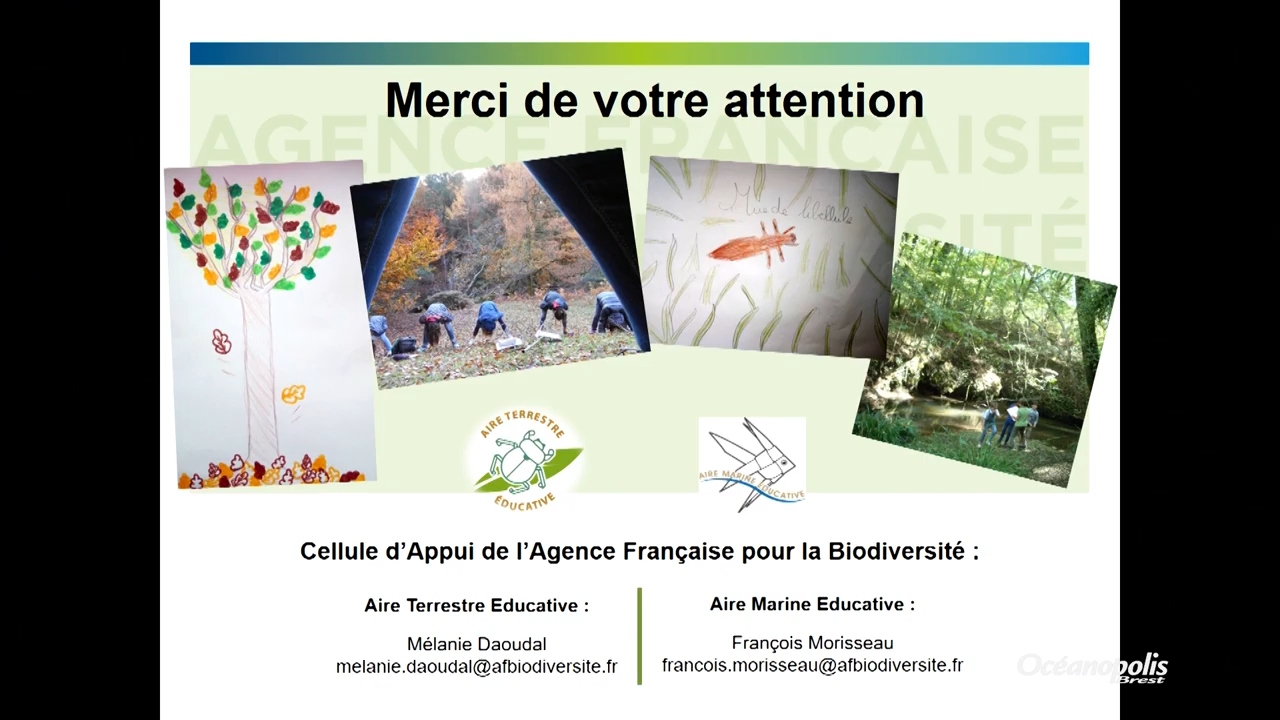 Merci de votre attention
AGENCE FRANÇAISE
SITÉ
Mue de libellule
AIRE TERRESTRE
ÉDUCATIVE
AIRE MARINE EDUCATIVE
Cellule d’Appui de l’Agence Française pour la Biodiversité :
Aire Terrestre Educative :
Mélanie Daoudal
melanie.daoudal@afbiodiversite.fr
Aire Marine Educative :
François Morisseau
francois.morisseau@afbiodiversite.fr
Océanopolis
Brest